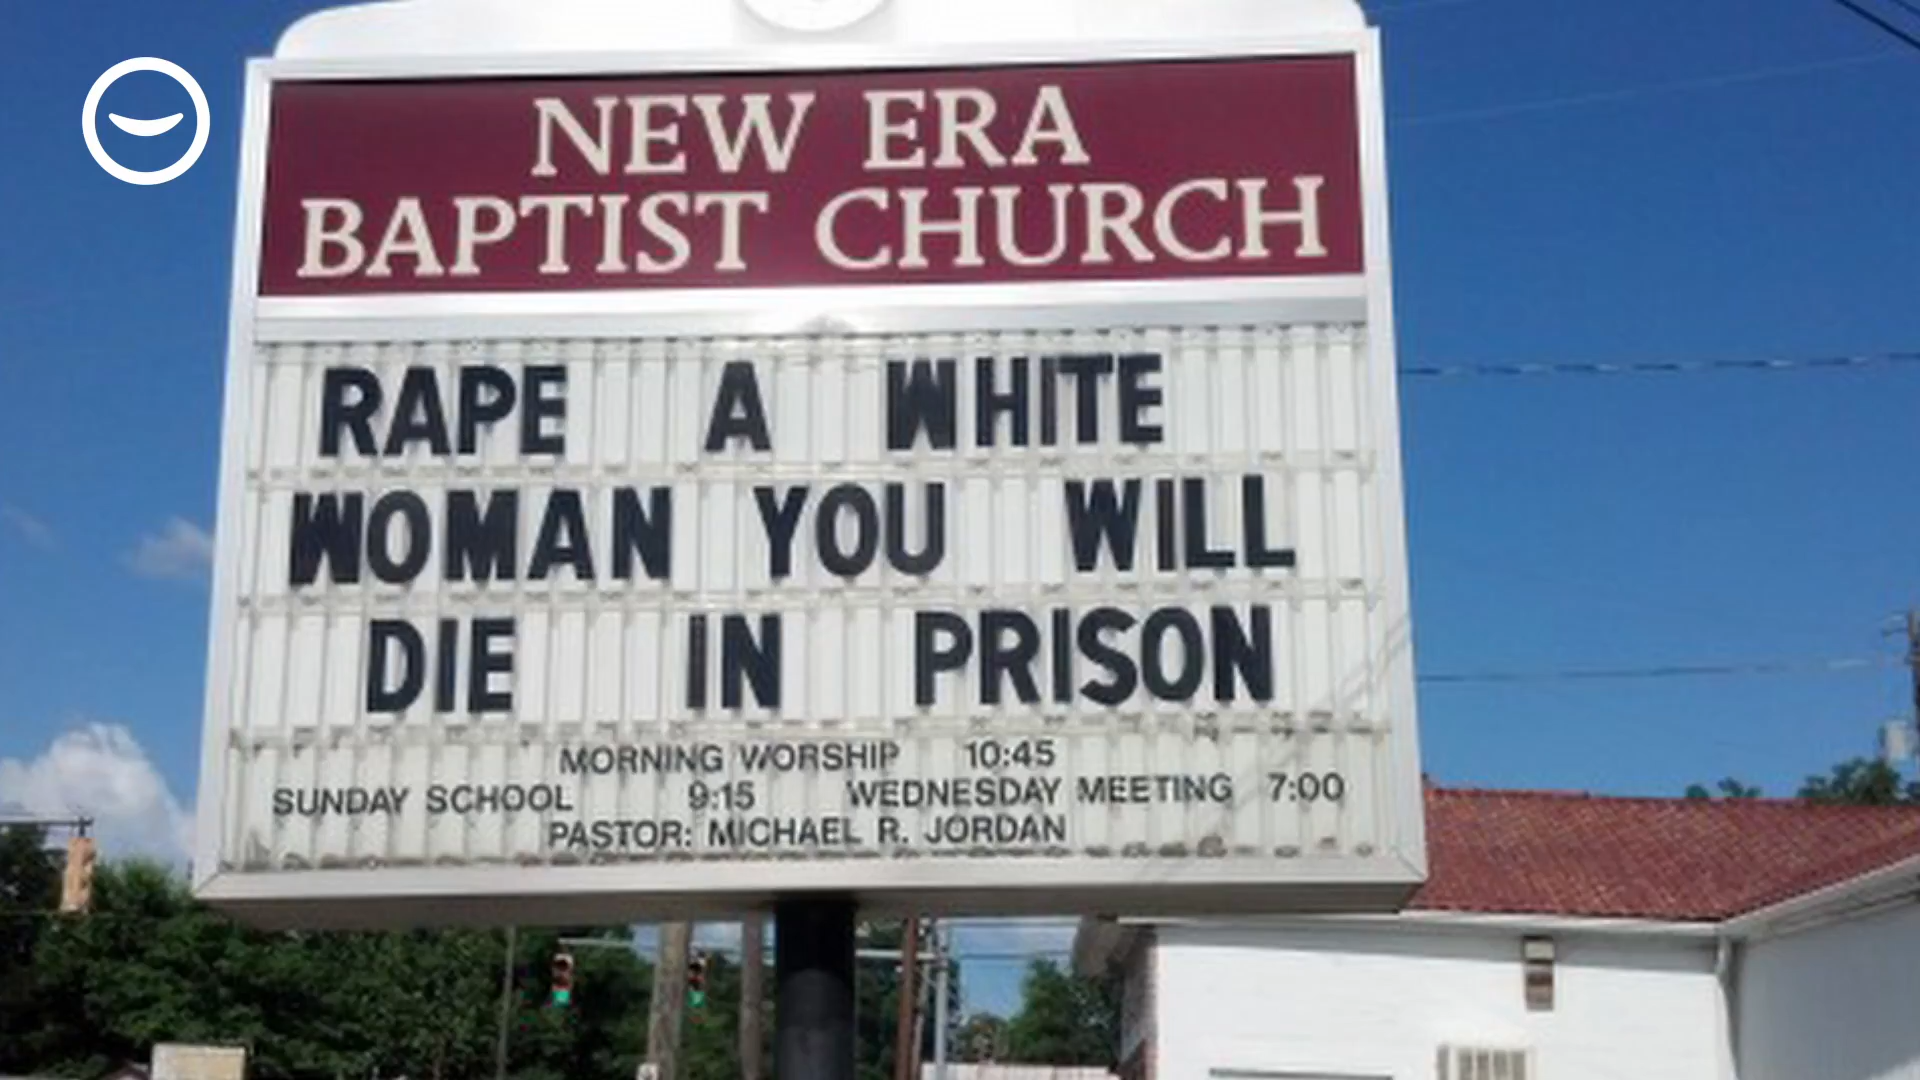 NEW ERA
BAPTIST CHURCH
RAPE A WHITE
WOMAN YOU WILL
DIE IN PRISON
MORNING WORSHIP 10:45
SUNDAY SCHOOL 9:15 WEDNESDAY MEETING 7:00
PASTOR: MICHAEL R. JORDAN